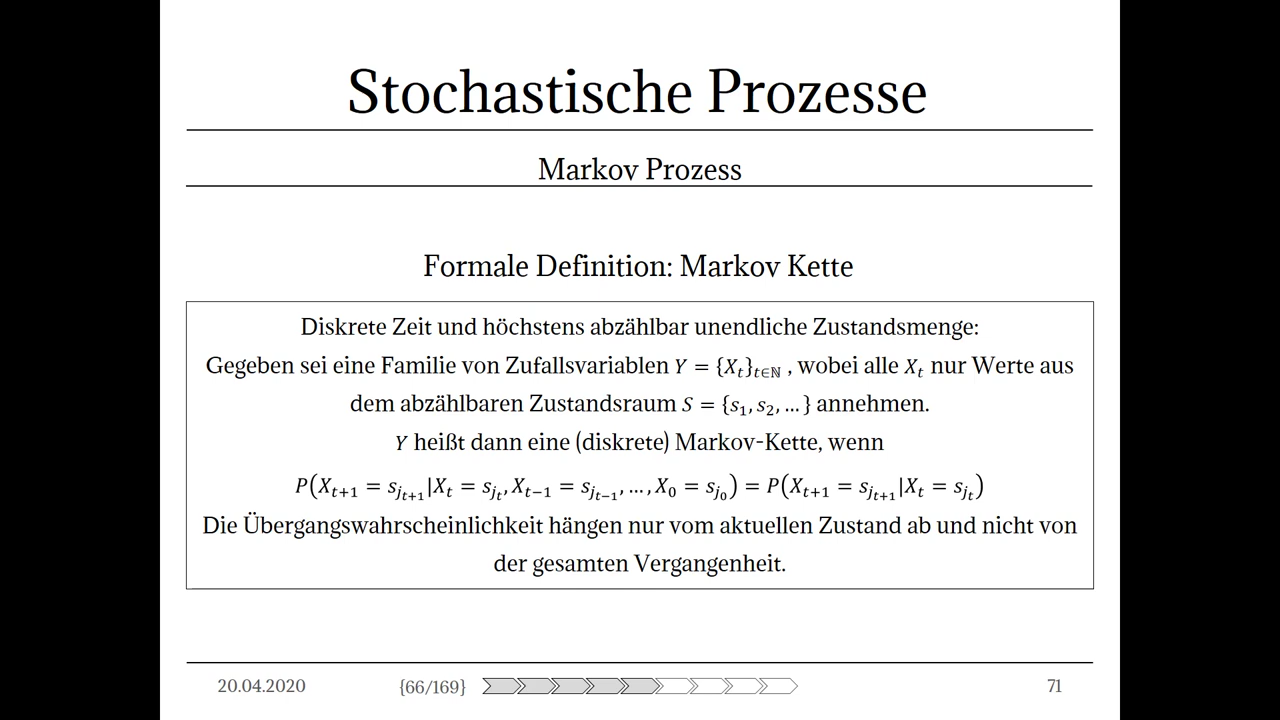 Stochastische Prozesse
Markov Prozess
Formale Definition: Markov Kette
Diskrete Zeit und höchstens abzählbar unendliche Zustandsmenge:
Gegeben sei eine Familie von Zufallsvariablen Y = {X_t}_{t∈ℕ} , wobei alle X_t nur Werte aus
dem abzählbaren Zustandsraum S = {s_1, s_2, … } annehmen.
Y heißt dann eine (diskrete) Markov-Kette, wenn
P(X_{t+1} = s_{j_{t+1}}|X_t = s_{j_t}, X_{t−1} = s_{j_{t−1}}, … , X_0 = s_{j_0}) = P(X_{t+1} = s_{j_{t+1}}|X_t = s_{j_t})
Die Übergangswahrscheinlichkeit hängen nur vom aktuellen Zustand ab und nicht von
der gesamten Vergangenheit.
20.04.2020 {66/169} 71